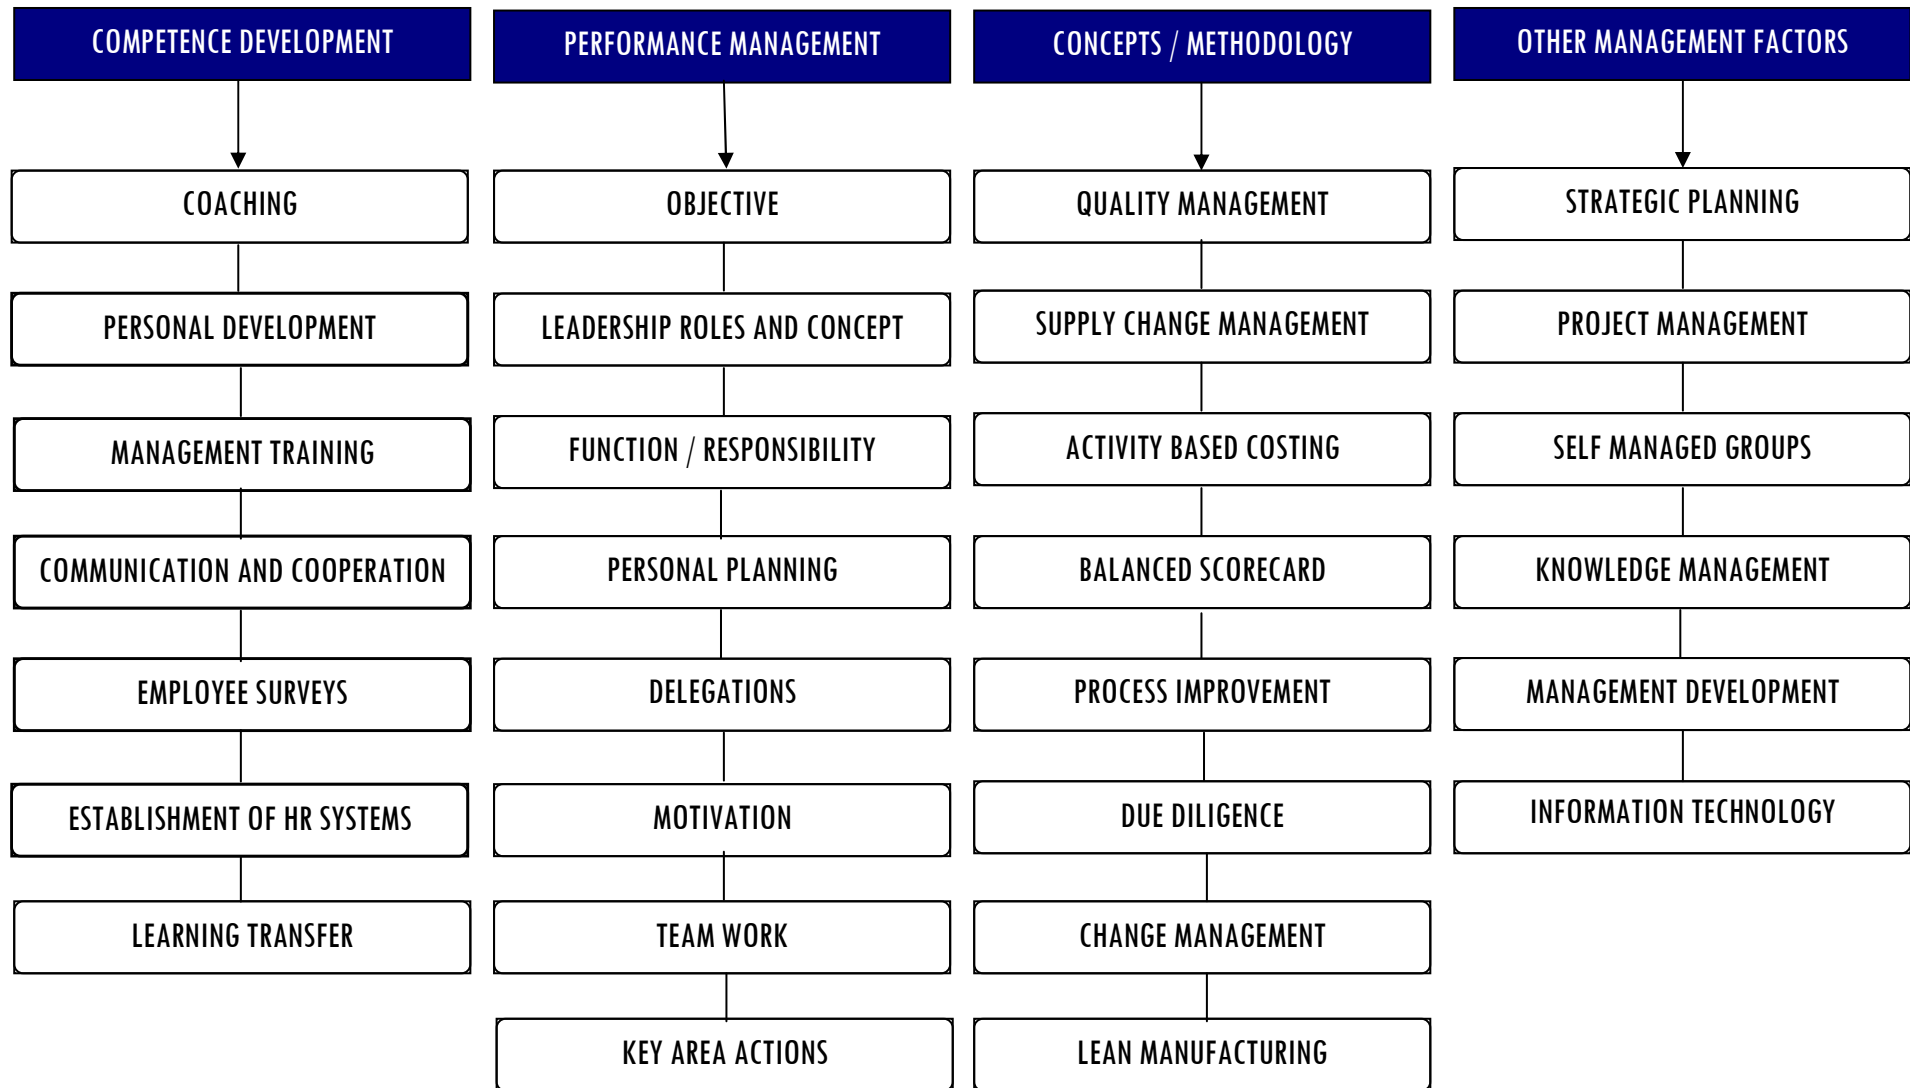 COMPETENCE DEVELOPMENT
COACHING
PERSONAL DEVELOPMENT
MANAGEMENT TRAINING
COMMUNICATION AND COOPERATION
EMPLOYEE SURVEYS
ESTABLISHMENT OF HR SYSTEMS
LEARNING TRANSFER
PERFORMANCE MANAGEMENT
OBJECTIVE
LEADERSHIP ROLES AND CONCEPT
FUNCTION / RESPONSIBILITY
PERSONAL PLANNING
DELEGATIONS
MOTIVATION
TEAM WORK
KEY AREA ACTIONS
CONCEPTS / METHODOLOGY
QUALITY MANAGEMENT
SUPPLY CHANGE MANAGEMENT
ACTIVITY BASED COSTING
BALANCED SCORECARD
PROCESS IMPROVEMENT
DUE DILIGENCE
CHANGE MANAGEMENT
LEAN MANUFACTURING
OTHER MANAGEMENT FACTORS
STRATEGIC PLANNING
PROJECT MANAGEMENT
SELF MANAGED GROUPS
KNOWLEDGE MANAGEMENT
MANAGEMENT DEVELOPMENT
INFORMATION TECHNOLOGY